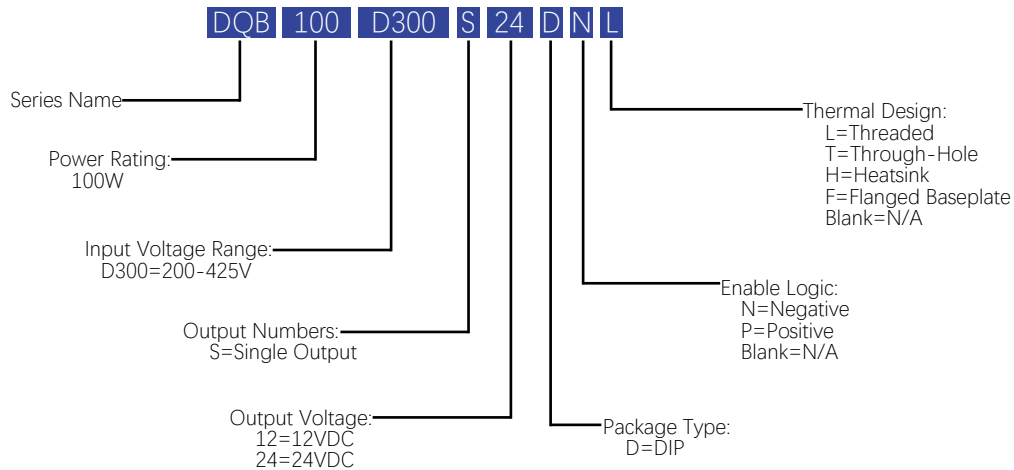 DQB 100 D300 S 24 D N L
Series Name
Power Rating:
100W
Input Voltage Range:
D300=200-425V
Output Numbers:
S=Single Output
Output Voltage:
12=12VDC
24=24VDC
Thermal Design:
L=Threaded
T=Through-Hole
H=Heatsink
F=Flanged Baseplate
Blank=N/A
Enable Logic:
N=Negative
P=Positive
Blank=N/A
Package Type:
D=DIP